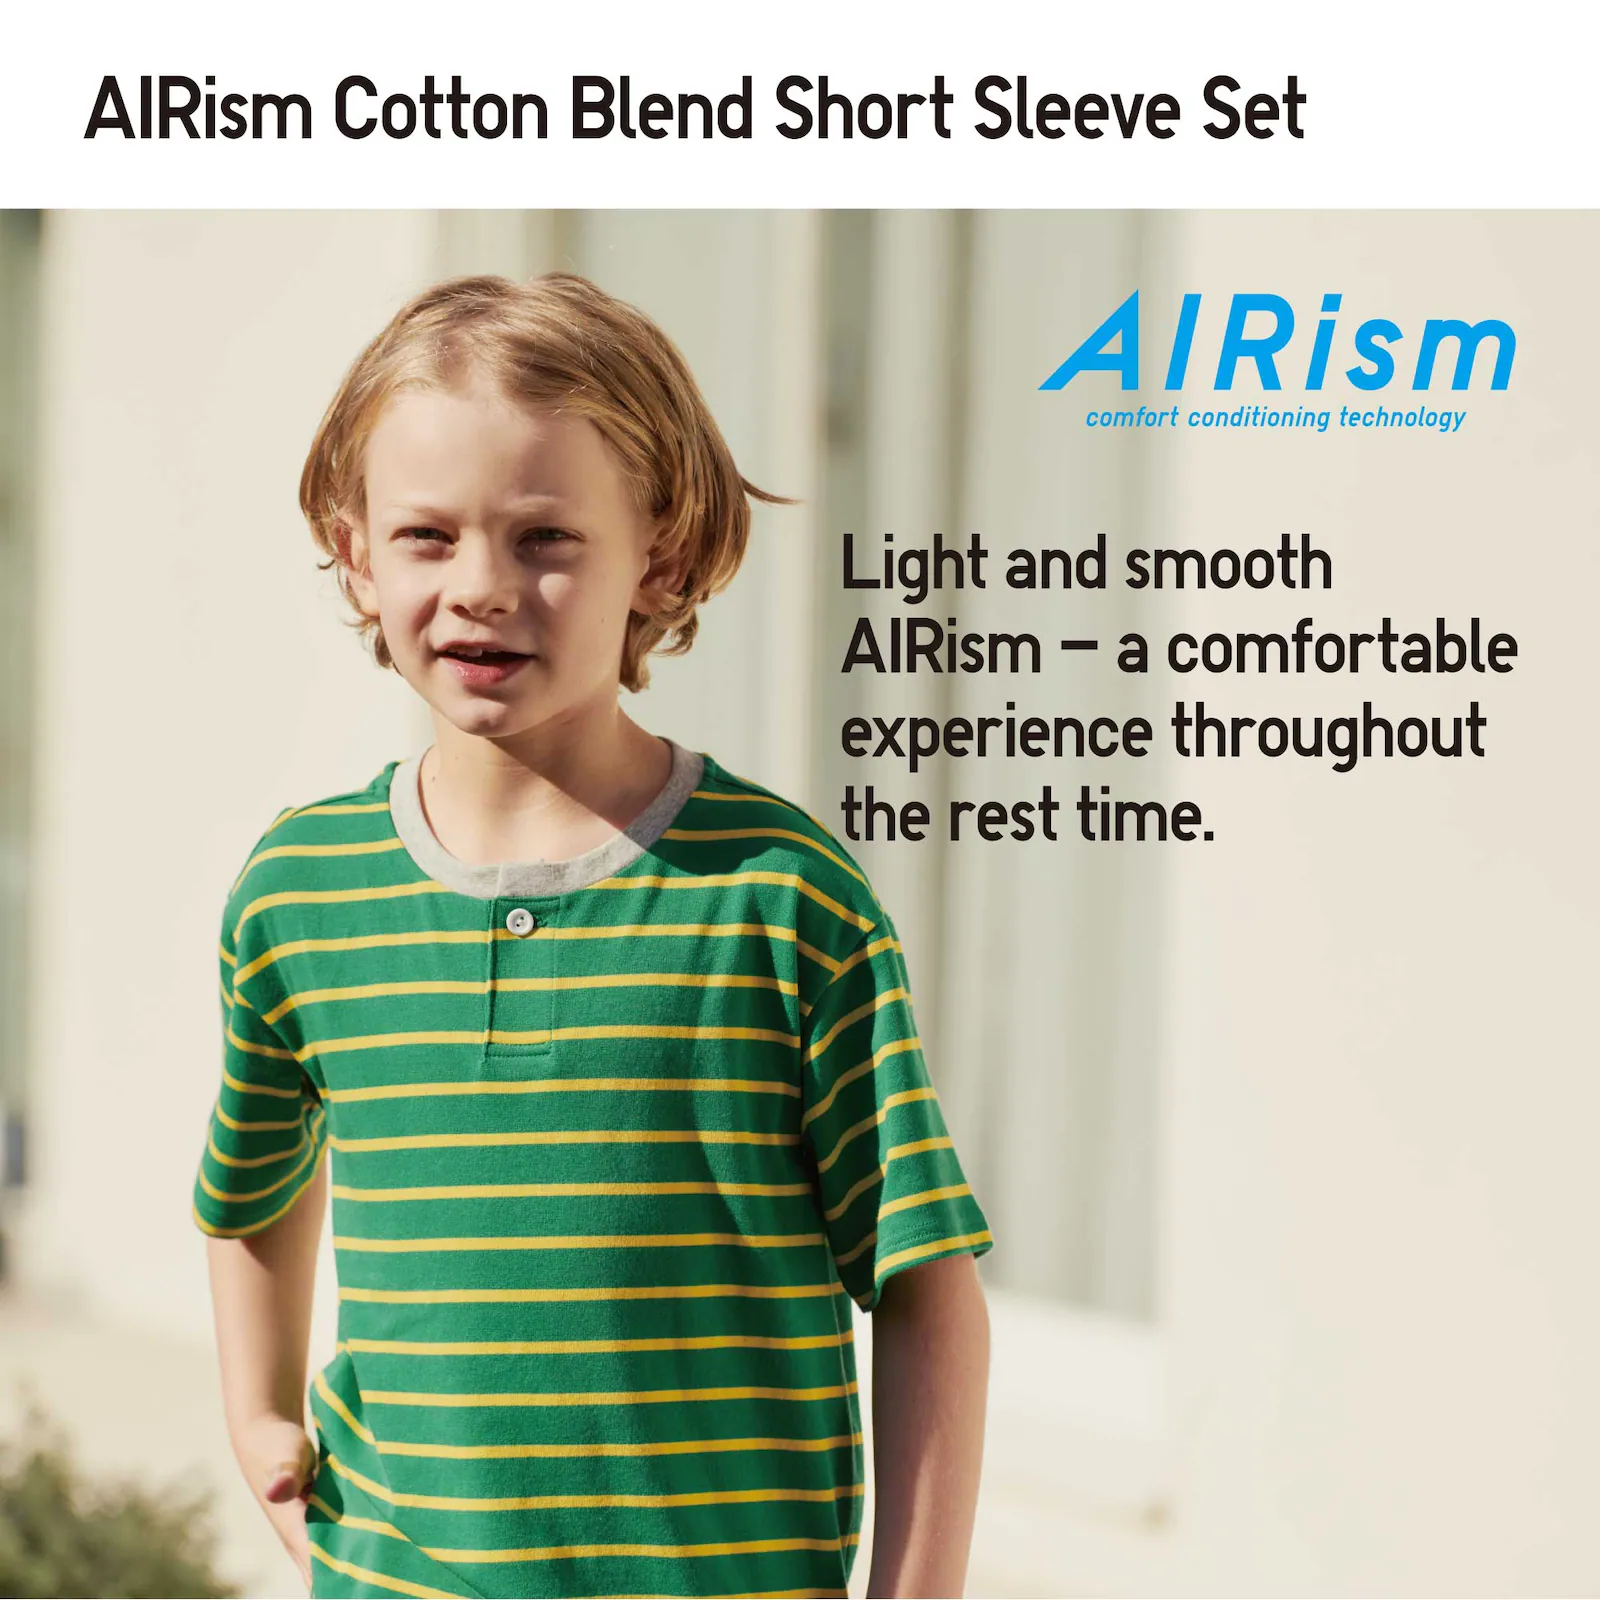 AIRism Cotton Blend Short Sleeve Set
AIRism
comfort conditioning technology
Light and smooth
AIRism – a comfortable
experience throughout
the rest time.